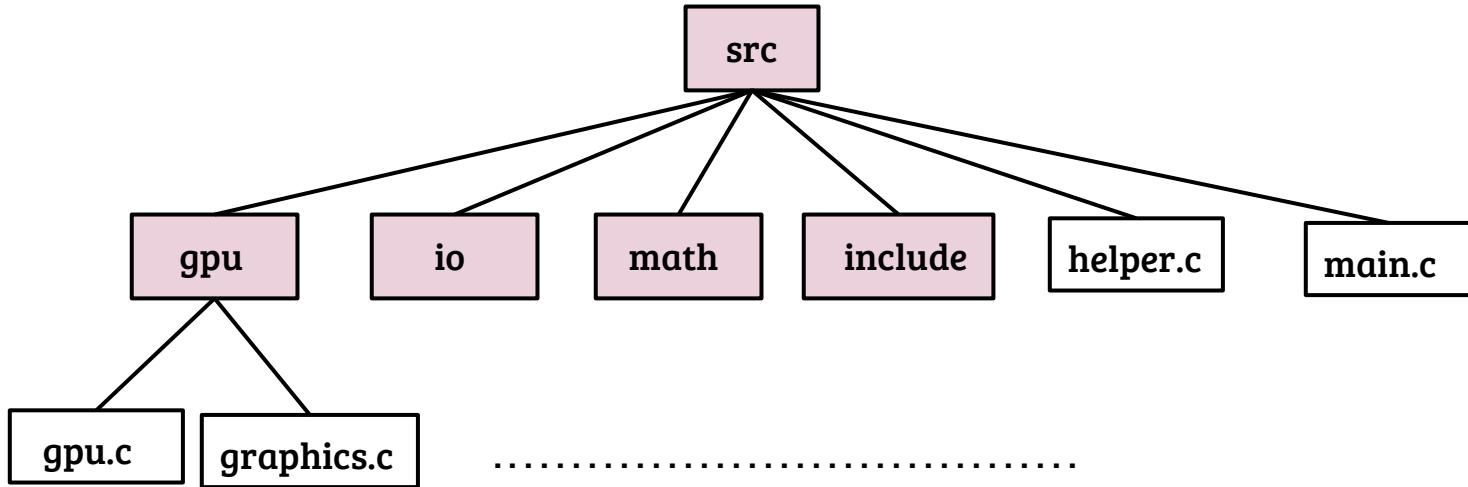 src
gpu
io
math
include
helper.c
main.c
gpu.c
graphics.c
.....................................